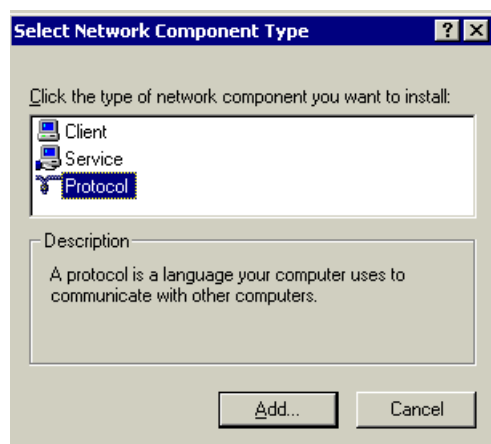 Select Network Component Type
Click the type of network component you want to install:
Client
Service
Protocol
Description
A protocol is a language your computer uses to
communicate with other computers.
Add...
Cancel